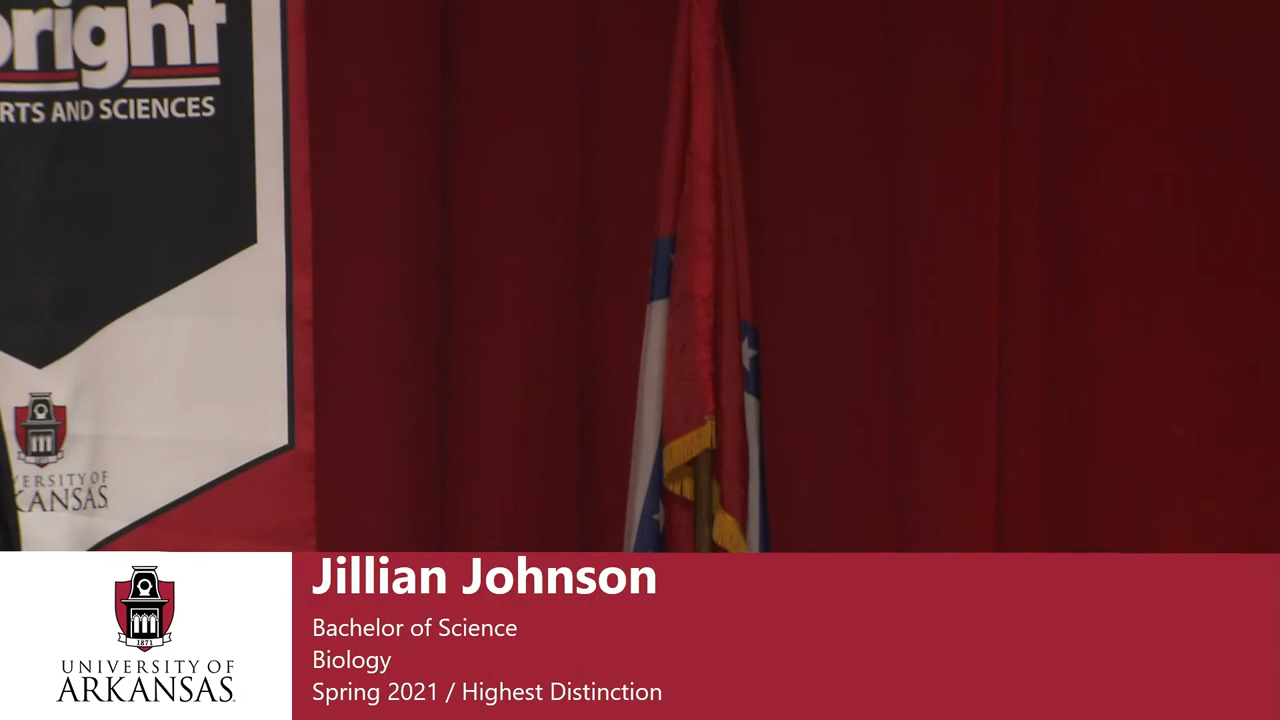 right
RTS AND SCIENCES
VERSITY OF
KANSAS
Jillian Johnson
Bachelor of Science
Biology
Spring 2021 / Highest Distinction
1871
UNIVERSITY OF
ARKANSAS